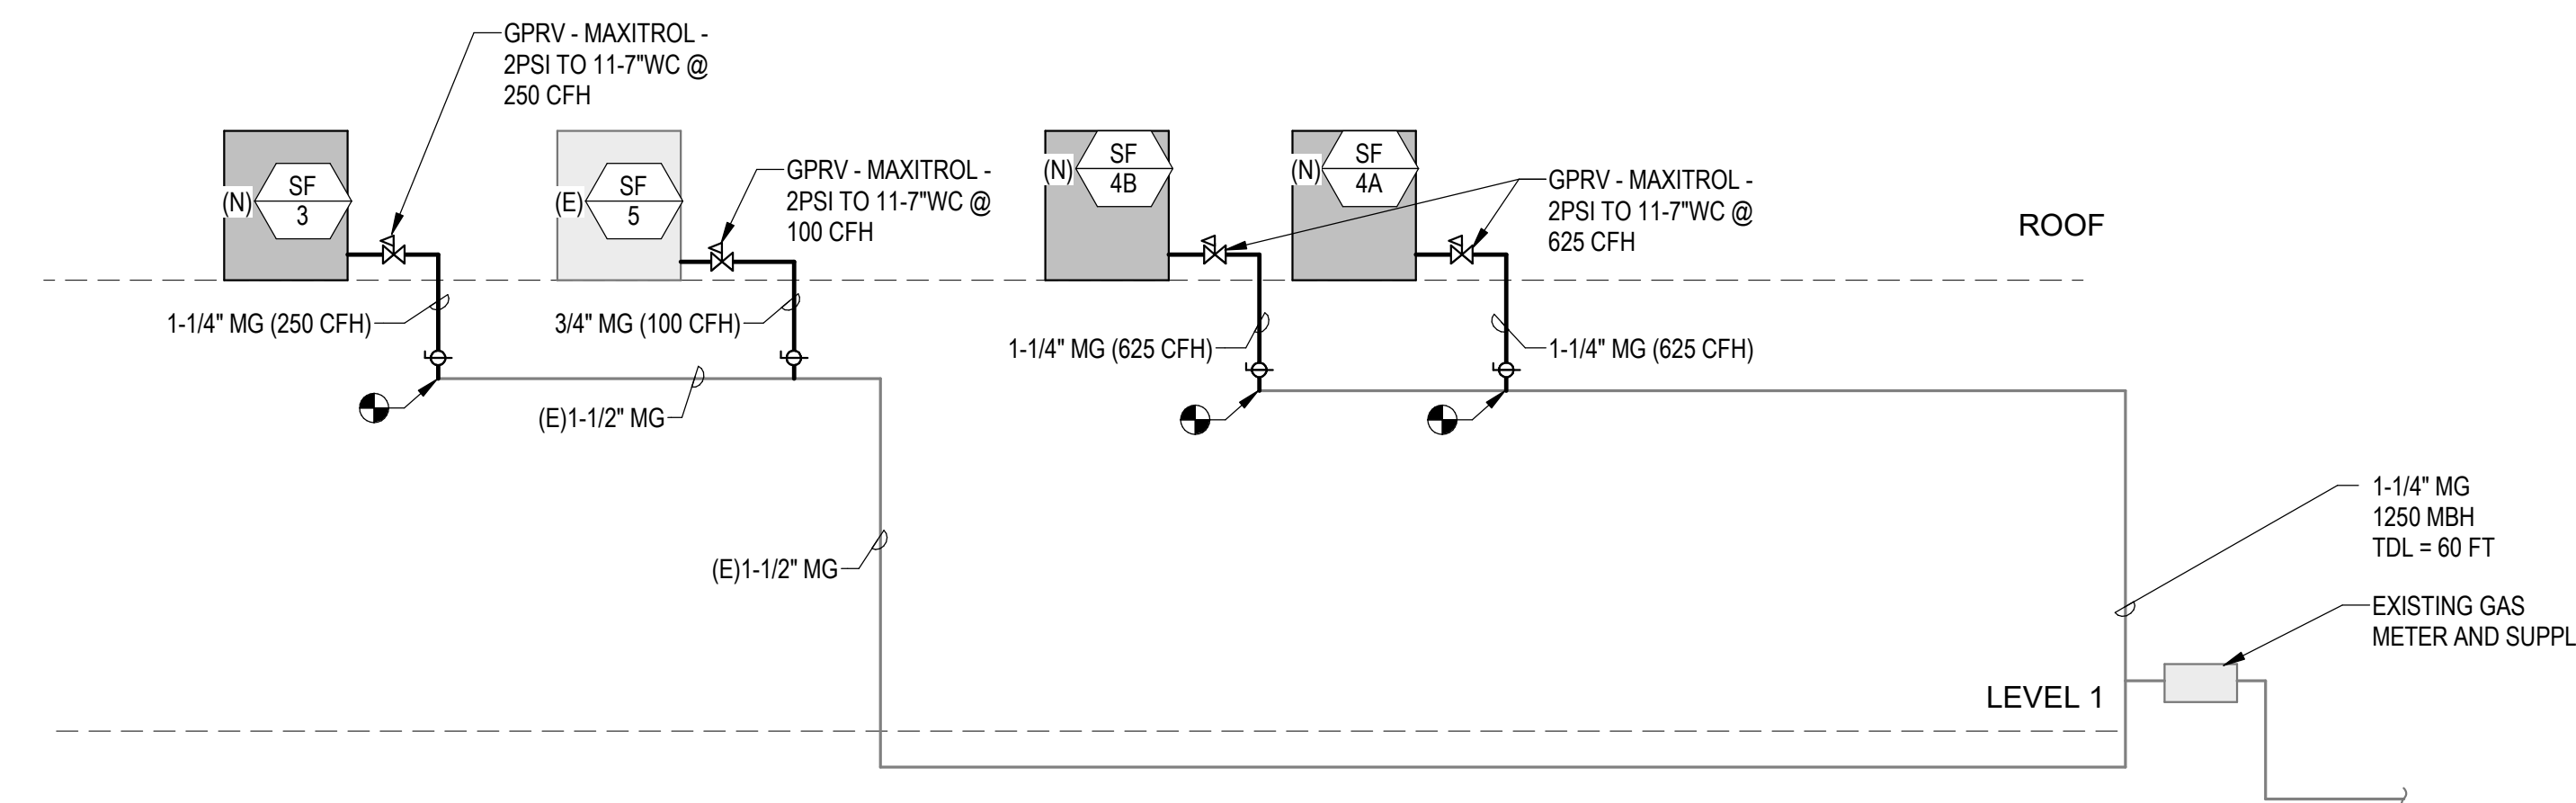 GPRV - MAXITROL -
2PSI TO 11-7"WC @
250 CFH
(N)
SF
3
(E)
SF
5
GPRV - MAXITROL -
2PSI TO 11-7"WC @
100 CFH
(N)
SF
4B
(N)
SF
4A
GPRV - MAXITROL -
2PSI TO 11-7"WC @
625 CFH
ROOF
1-1/4" MG (250 CFH)
3/4" MG (100 CFH)
1-1/4" MG (625 CFH)
1-1/4" MG (625 CFH)
(E)1-1/2" MG
(E)1-1/2" MG
1-1/4" MG
1250 MBH
TDL = 60 FT
EXISTING GAS
METER AND SUPPL
LEVEL 1